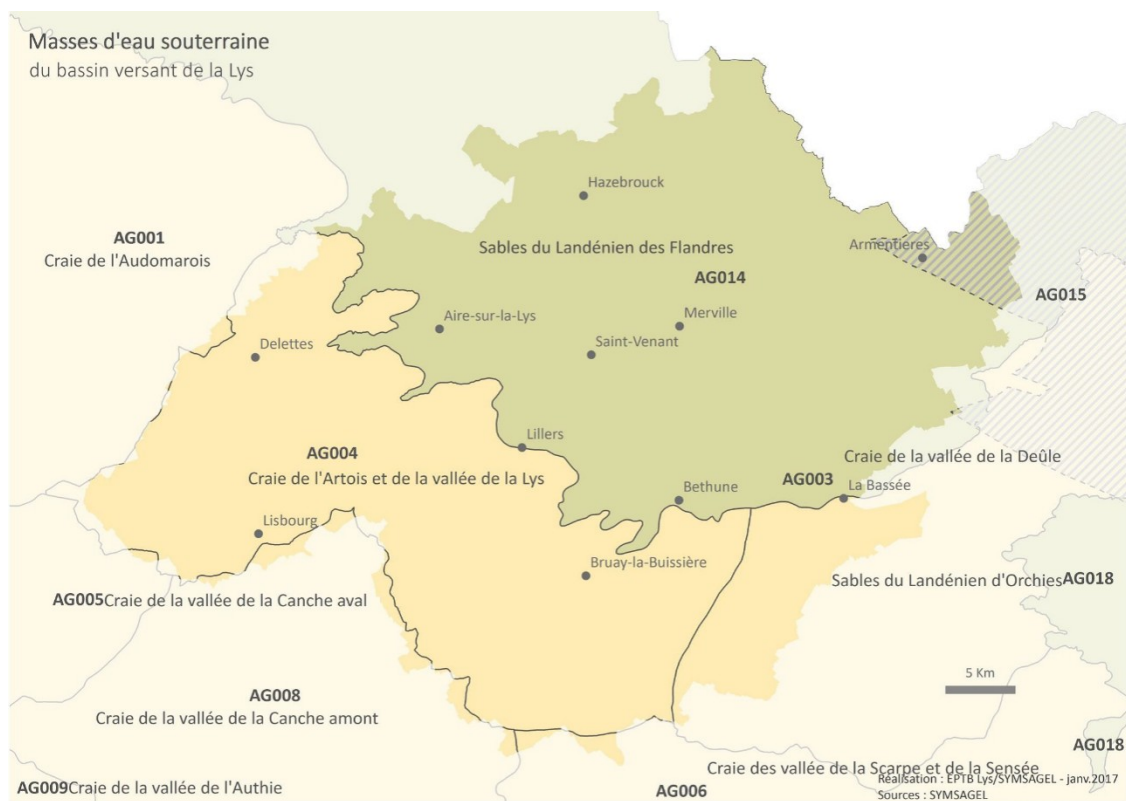 Masses d'eau souterraine
du bassin versant de la Lys
Hazebrouck
AG001
Craie de l'Audomarois
Sables du Landénien des Flandres
Armentieres
AG014
AG015
Aire-sur-la-Lys
Merville
Delettes
Saint-Venant
Lillers
AG004
Craie de l'Artois et de la vallée de la Lys
Craie de la vallée de la Deûle
AG003
Bethune
La Bassée
Lisbourg
Bruay-la-Buissière
Sables du Landénien d'Orchies
AG018
AG005 Craie de la vallée de la Canche aval
5 Km
AG008
Craie de la vallée de la Canche amont
AG018
Craie des vallée de la Scarpe et de la Sensée
Réalisation : EPTB Lys/SYMSAGEL - janv.2017
AG009 Craie de la vallée de l'Authie
AG006
Sources : SYMSAGEL